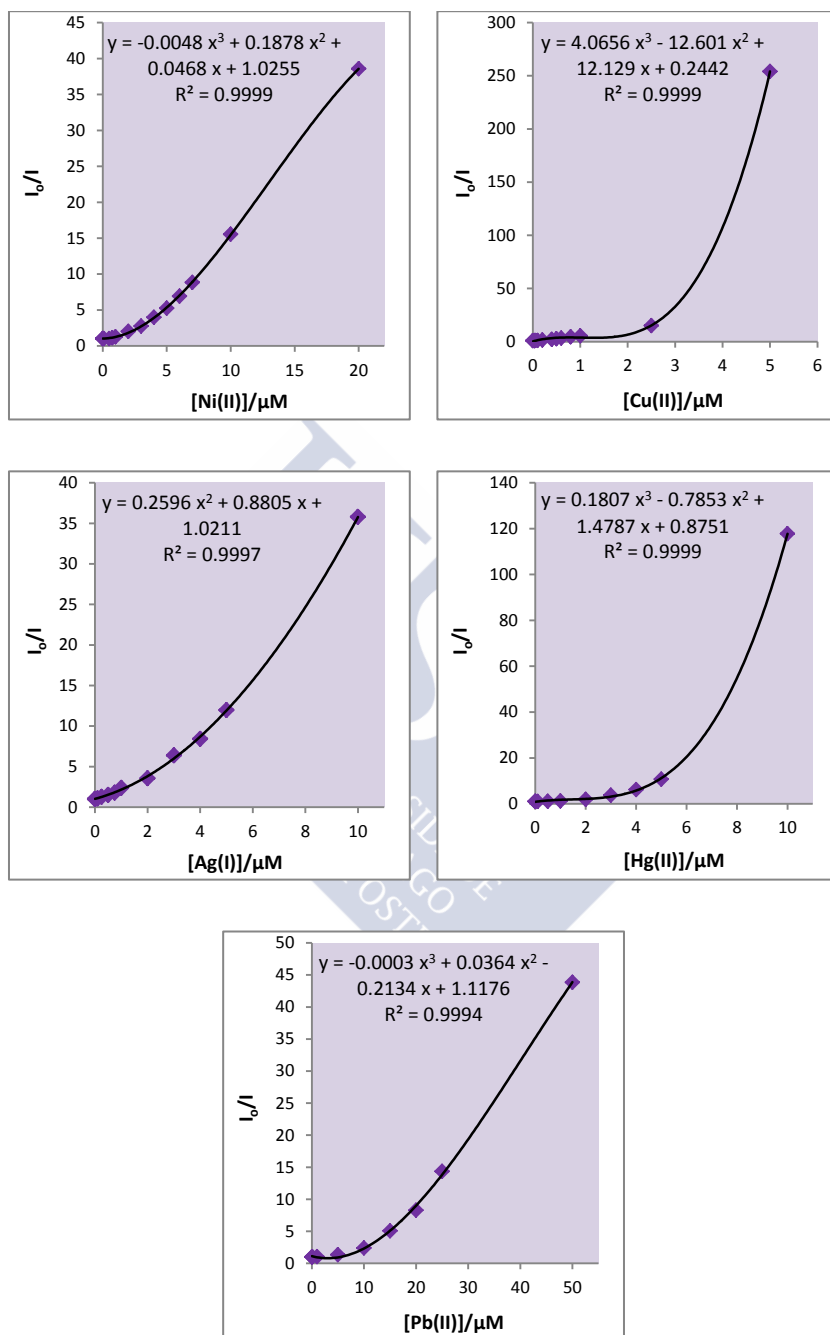 y = -0.0048 x³ + 0.1878 x² +
0.0468 x + 1.0255
R² = 0.9999
45
40
35
30
25
20
15
10
5
0
Iₒ/I
0 5 10 15 20
[Ni(II)]/μM
y = 4.0656 x³ - 12.601 x² +
12.129 x + 0.2442
R² = 0.9999
300
250
200
150
100
50
0
Iₒ/I
0 1 2 3 4 5 6
[Cu(II)]/μM
y = 0.2596 x² + 0.8805 x +
1.0211
R² = 0.9997
40
35
30
25
20
15
10
5
0
Iₒ/I
0 2 4 6 8 10
[Ag(I)]/μM
y = 0.1807 x³ - 0.7853 x² +
1.4787 x + 0.8751
R² = 0.9999
140
120
100
80
60
40
20
0
Iₒ/I
0 2 4 6 8 10
[Hg(II)]/μM
y = -0.0003 x³ + 0.0364 x² -
0.2134 x + 1.1176
R² = 0.9994
50
45
40
35
30
25
20
15
10
5
0
Iₒ/I
0 10 20 30 40 50
[Pb(II)]/μM